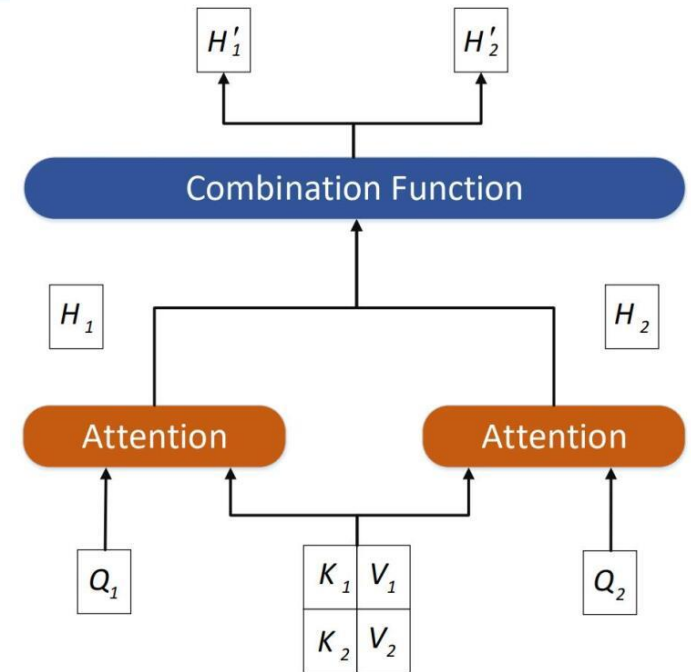 H′₁ H′₂
Combination Function
H₁ H₂
Attention Attention
Q₁ K₁ V₁ Q₂
K₂ V₂